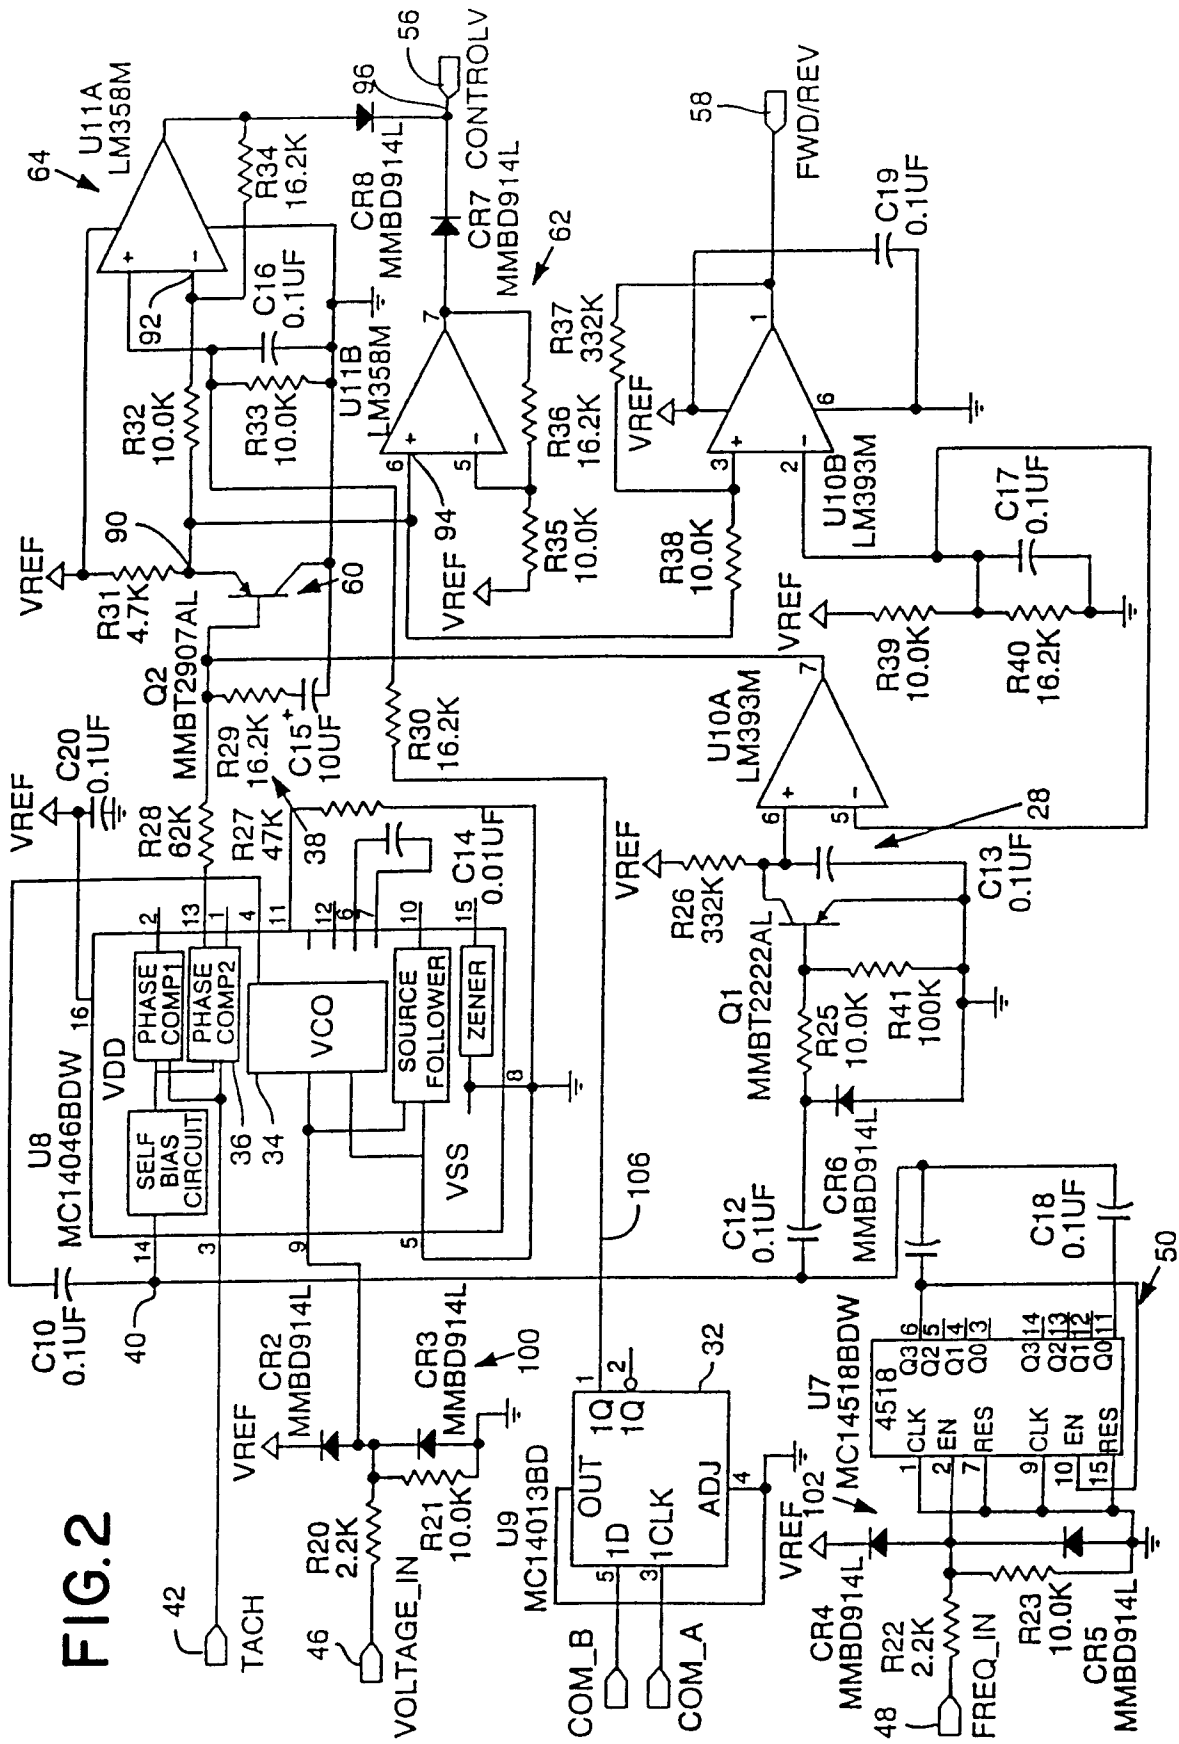 FIG.2
42
TACH
46
VOLTAGE_IN
R20
2.2K
R21
10.0K
VREF
CR2
MMBD914L
CR3
MMBD914L
100
C10
0.1UF
40
14
3
9
5
U8
MC14046BDW
VDD
16
SELF
BIAS
CIRCUIT
PHASE
COMP1
PHASE
COMP2
36
34
VCO
SOURCE
FOLLOWER
ZENER
VSS
8
2
13
1
4
11
12
6
7
10
15
VREF
C20
0.1UF
R28
62K
R27
47K
38
C14
0.01UF
Q2
MMBT2907AL
R29
16.2K
C15
+
10UF
R30
16.2K
VREF
R31
4.7K
90
60
R32
10.0K
R33
10.0K
C16
0.1UF
92
+
-
64
U11A
LM358M
R34
16.2K
CR8
MMBD914L
96
56
CONTROLV
U11B
LM358M
6
+
5
-
7
94
CR7
MMBD914L
62
VREF
R35
10.0K
R36
16.2K
R37
332K
R38
10.0K
VREF
3
+
2
-
1
6
U10B
LM393M
58
FWD/REV
C19
0.1UF
COM_B
COM_A
U9
MC14013BD
5
1D
3
1CLK
OUT
1Q
1Q
ADJ
1
2
4
32
106
C12
0.1UF
CR6
MMBD914L
R25
10.0K
R41
100K
Q1
MMBT2222AL
VREF
R26
332K
C13
0.1UF
28
U10A
LM393M
6
+
5
-
7
VREF
R39
10.0K
R40
16.2K
C17
0.1UF
48
FREQ_IN
R22
2.2K
R23
10.0K
CR4
MMBD914L
CR5
MMBD914L
VREF
102
U7
MC14518BDW
4518
1
CLK
2
EN
7
RES
9
CLK
10
EN
15
RES
Q3
6
Q2
5
Q1
4
Q0
3
Q3
14
Q2
13
Q1
12
Q0
11
C18
0.1UF
50